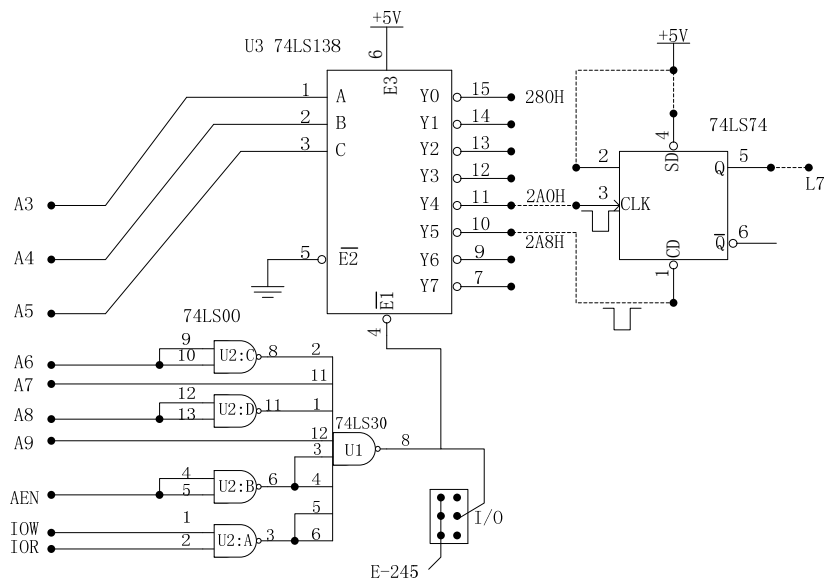 +5V
U3 74LS138
6
E3
1 A
2 B
3 C
Y0 15 280H
Y1 14
Y2 13
Y3 12
Y4 11 2A0H
Y5 10 2A8H
Y6 9
Y7 7
5 E2
E1
4
+5V
74LS74
4
SD
2
Q 5
L7
3 CLK
Q 6
CD
1
A3
A4
A5
74LS00
A6 9 10 U2:C 8 2
A7 11
A8 12 13 U2:D 11 1
74LS30
A9 12
3
U1 8
AEN 4 5 U2:B 6 4
5
IOW 1
IOR 2 U2:A 3 6
I/O
E-245